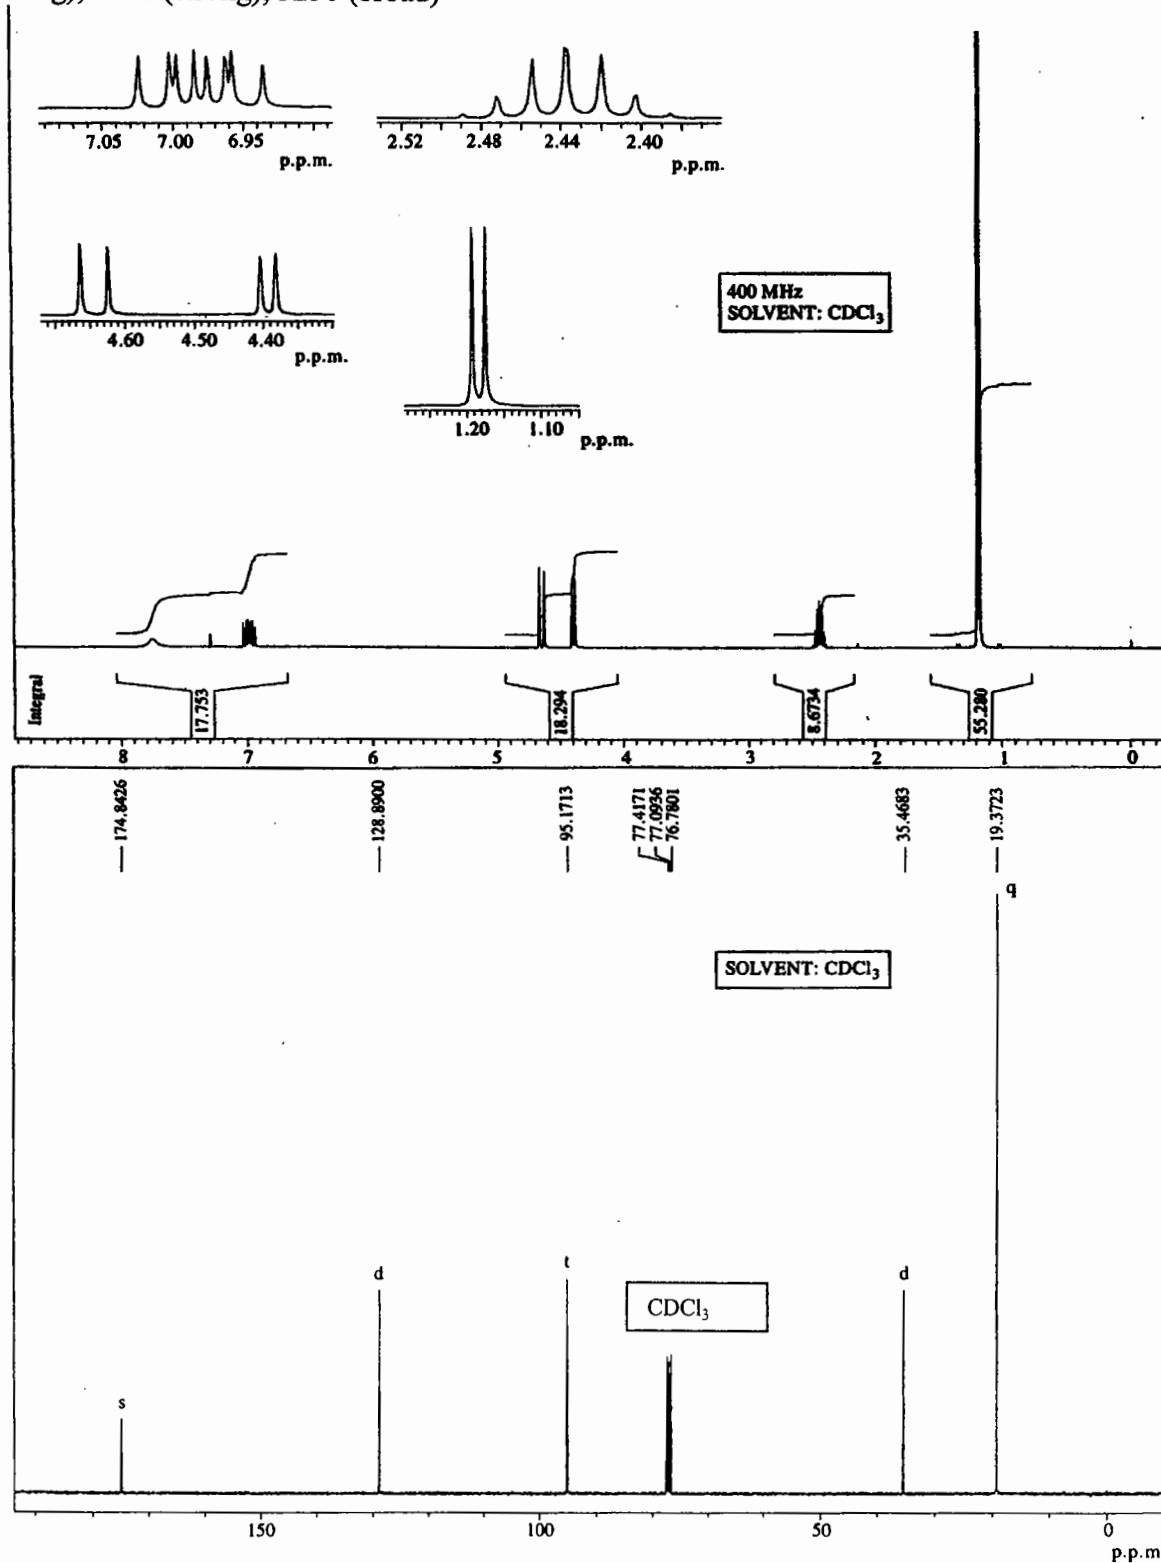 7.05 7.00 6.95
p.p.m.
2.52 2.48 2.44 2.40
p.p.m.
4.60 4.50 4.40
p.p.m.
400 MHz
SOLVENT: CDCl3
1.20 1.10
p.p.m.
Integral
17.753
18.294
8.6734
55.280
8 7 6 5 4 3 2 1 0
174.8426
128.8900
95.1713
77.4171
77.0936
76.7801
35.4683
19.3723
q
SOLVENT: CDCl3
d
t
d
CDCl3
s
150 100 50 0
p.p.m